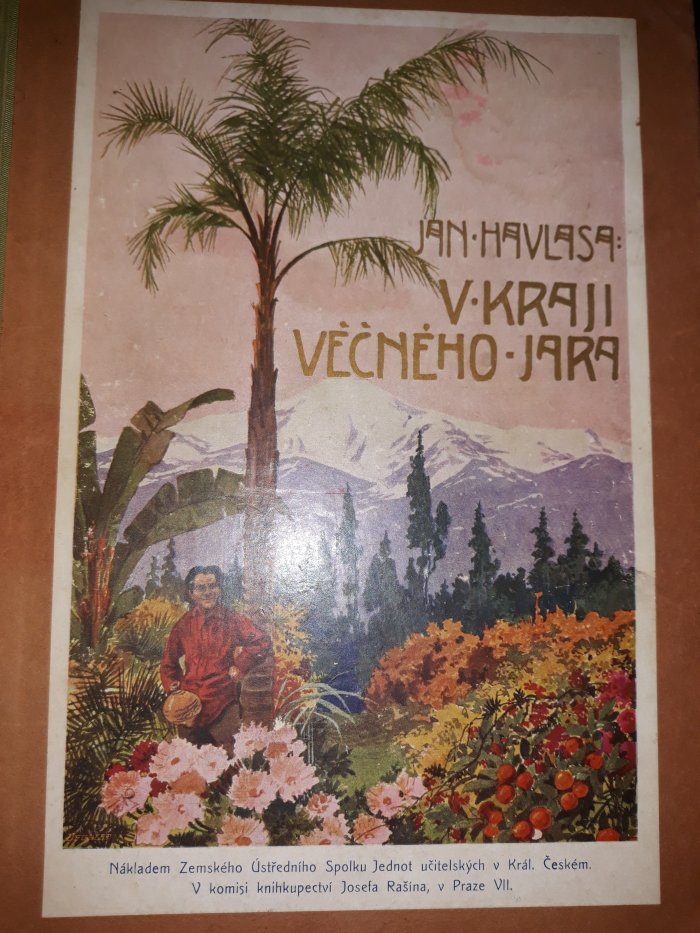 JAN·HAVLASA:
V·KRAJI
VĚČNÉHO·JARA
Nákladem Zemského Ústředního Spolku Jednot učitelských v Král. Českém.
V komisi knihkupectví Josefa Rašína, v Praze VII.